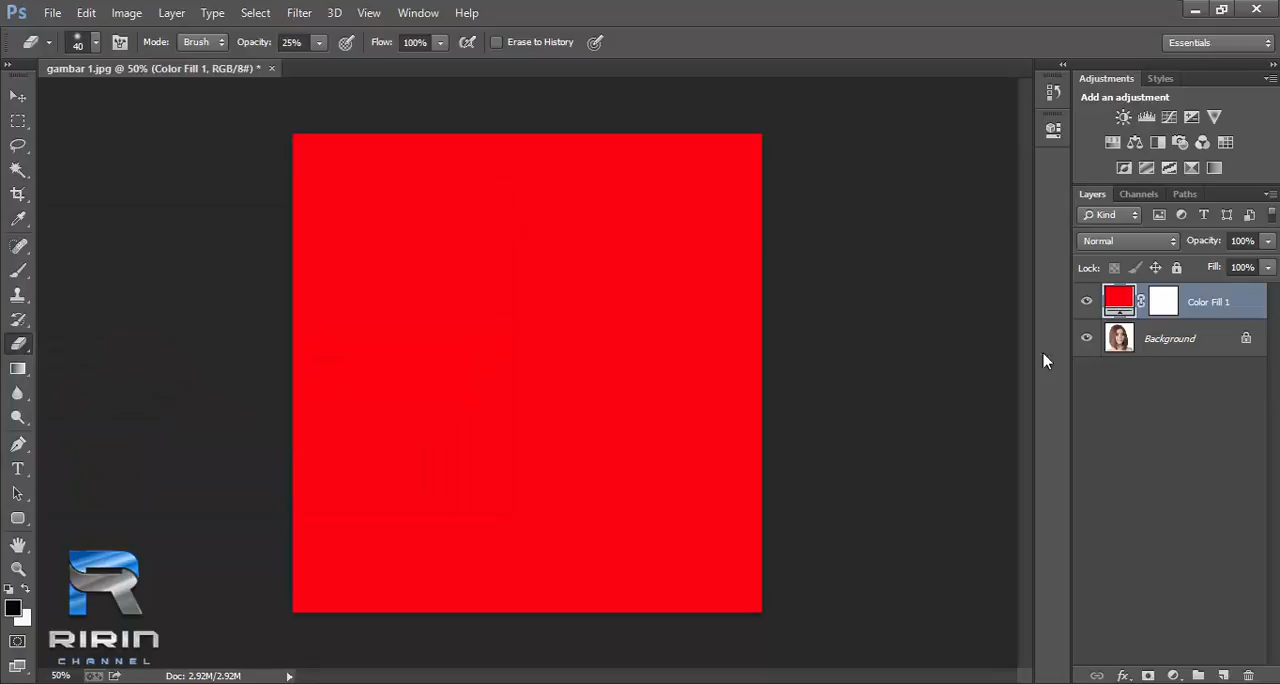 Ps File Edit Image Layer Type Select Filter 3D View Window Help
40 Mode: Brush Opacity: 25% Flow: 100% Erase to History Essentials
gambar 1.jpg @ 50% (Color Fill 1, RGB/8#) * ×
Adjustments Styles
Add an adjustment
Layers Channels Paths
Kind
Normal Opacity: 100%
Lock: Fill: 100%
Color Fill 1
Background
R
RIRIN
CHANNEL
50% Doc: 2.92M/2.92M